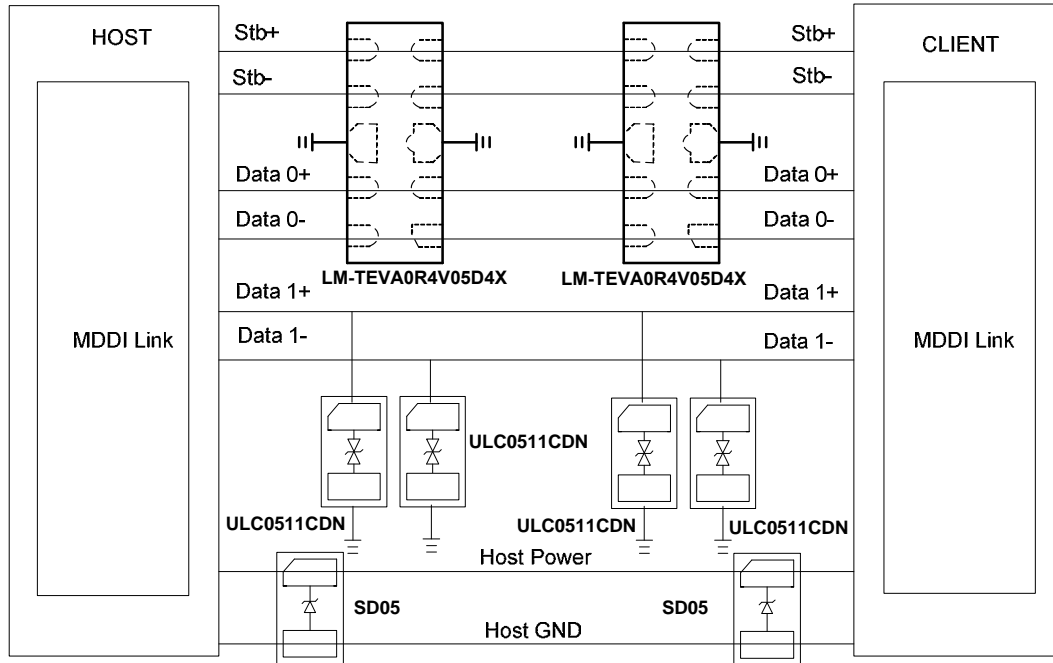 HOST
CLIENT
Stb+
Stb+
Stb-
Stb-
Data 0+
Data 0+
Data 0-
Data 0-
LM-TEVA0R4V05D4X
LM-TEVA0R4V05D4X
Data 1+
Data 1+
MDDI Link
Data 1-
Data 1-
MDDI Link
ULC0511CDN
ULC0511CDN
ULC0511CDN
ULC0511CDN
Host Power
SD05
SD05
Host GND